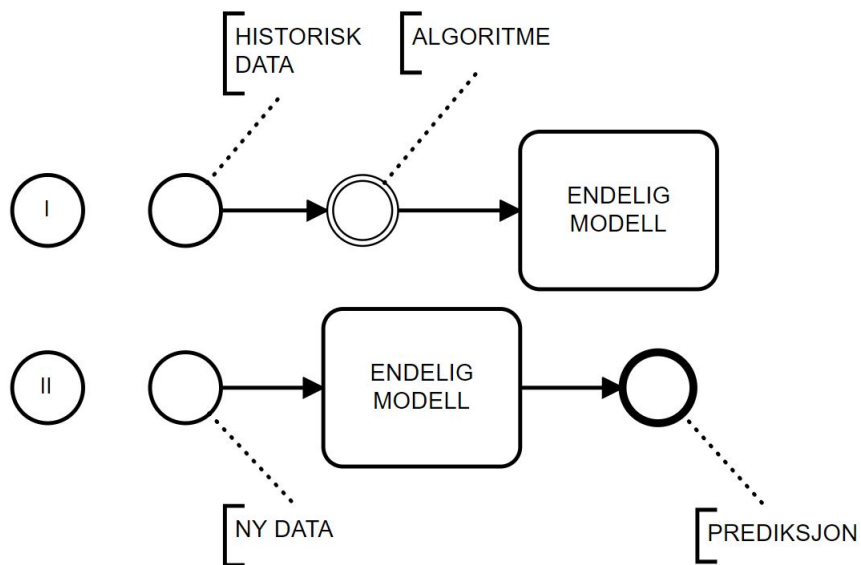 HISTORISK
DATA
ALGORITME
I
ENDELIG
MODELL
II
ENDELIG
MODELL
NY DATA
PREDIKSJON